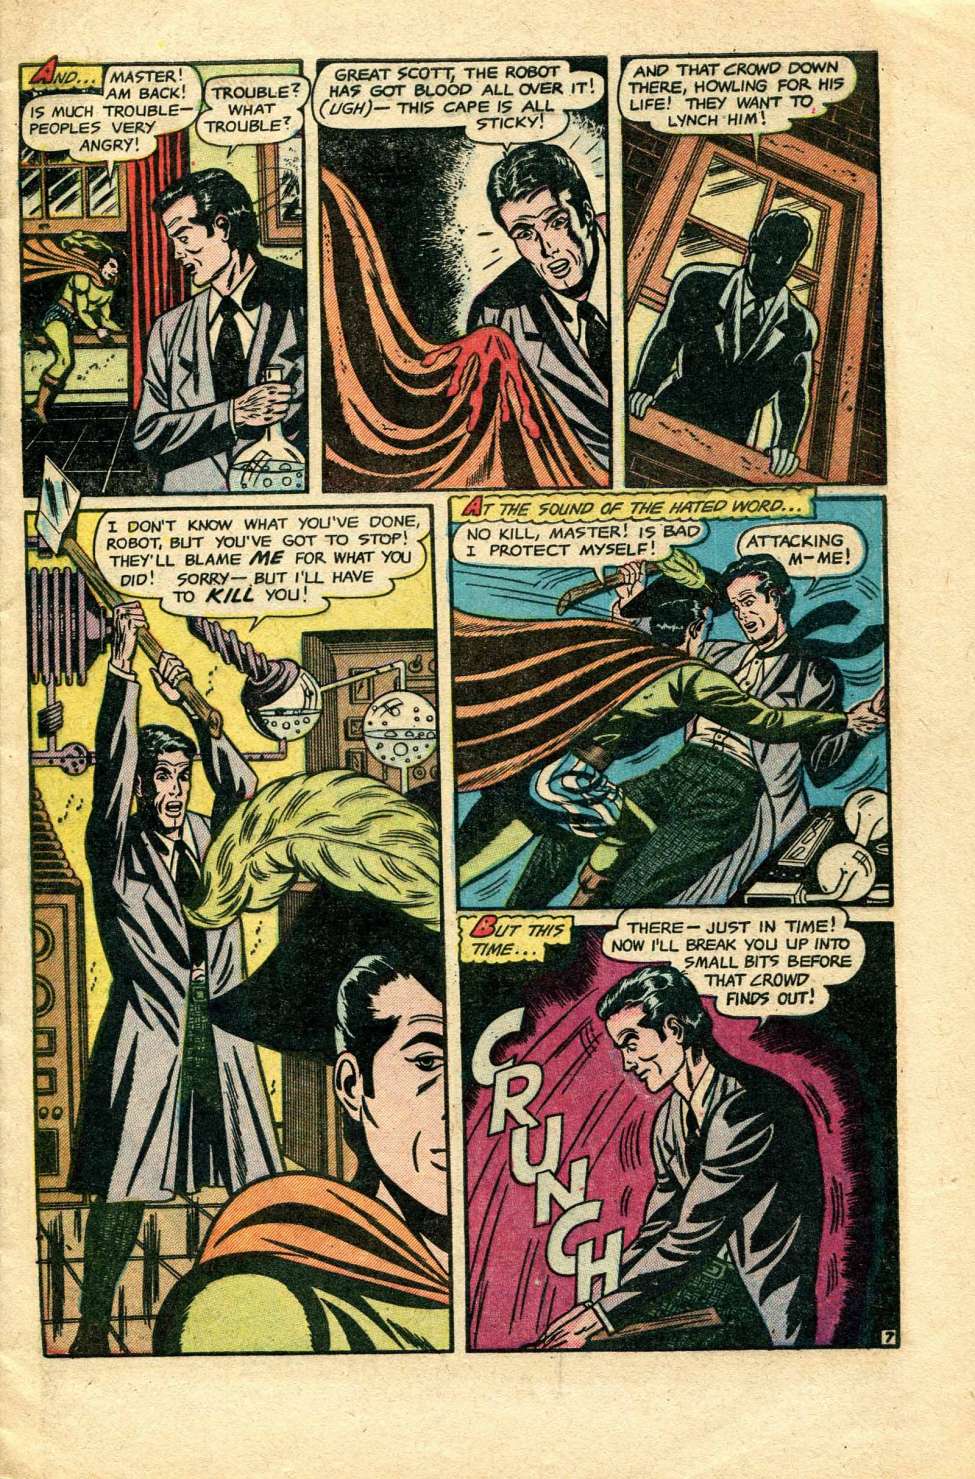 AND...
MASTER!
AM BACK!
IS MUCH TROUBLE—
PEOPLES VERY
ANGRY!
TROUBLE?
WHAT
TROUBLE?
GREAT SCOTT, THE ROBOT
HAS GOT BLOOD ALL OVER IT!
(UGH)— THIS CAPE IS ALL
STICKY!
AND THAT CROWD DOWN
THERE, HOWLING FOR HIS
LIFE! THEY WANT TO
LYNCH HIM!
I DON'T KNOW WHAT YOU'VE DONE,
ROBOT, BUT YOU'VE GOT TO STOP!
THEY'LL BLAME ME FOR WHAT YOU
DID! SORRY— BUT I'LL HAVE
TO KILL YOU!
AT THE SOUND OF THE HATED WORD...
NO KILL, MASTER! IS BAD
I PROTECT MYSELF!
ATTACKING
M-ME!
BUT THIS
TIME...
THERE— JUST IN TIME!
NOW I'LL BREAK YOU UP INTO
SMALL BITS BEFORE
THAT CROWD
FINDS OUT!
CRUNCH
7